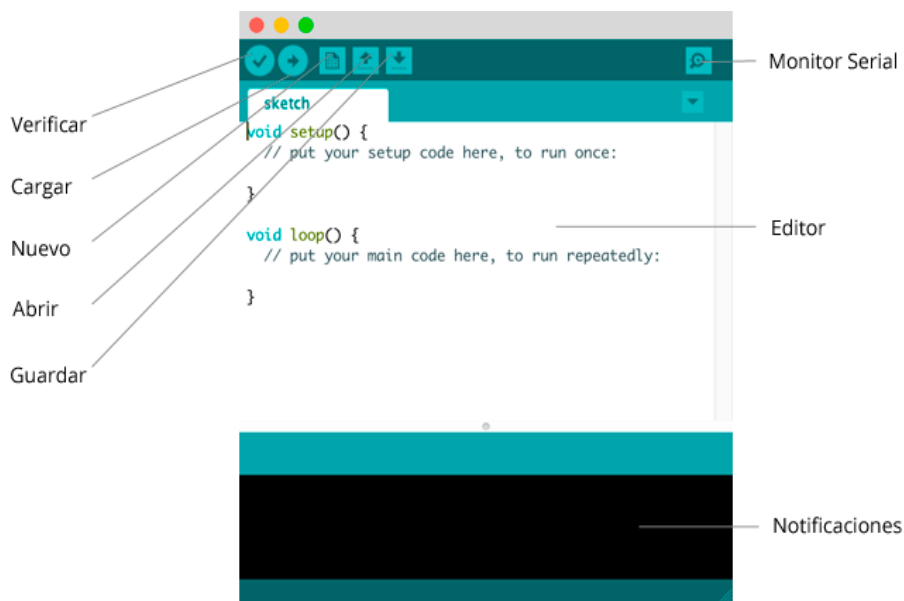 Monitor Serial
sketch
Verificar
void setup() {
// put your setup code here, to run once:
}
Cargar
Nuevo
void loop() {
// put your main code here, to run repeatedly:
}
Editor
Abrir
Guardar
Notificaciones